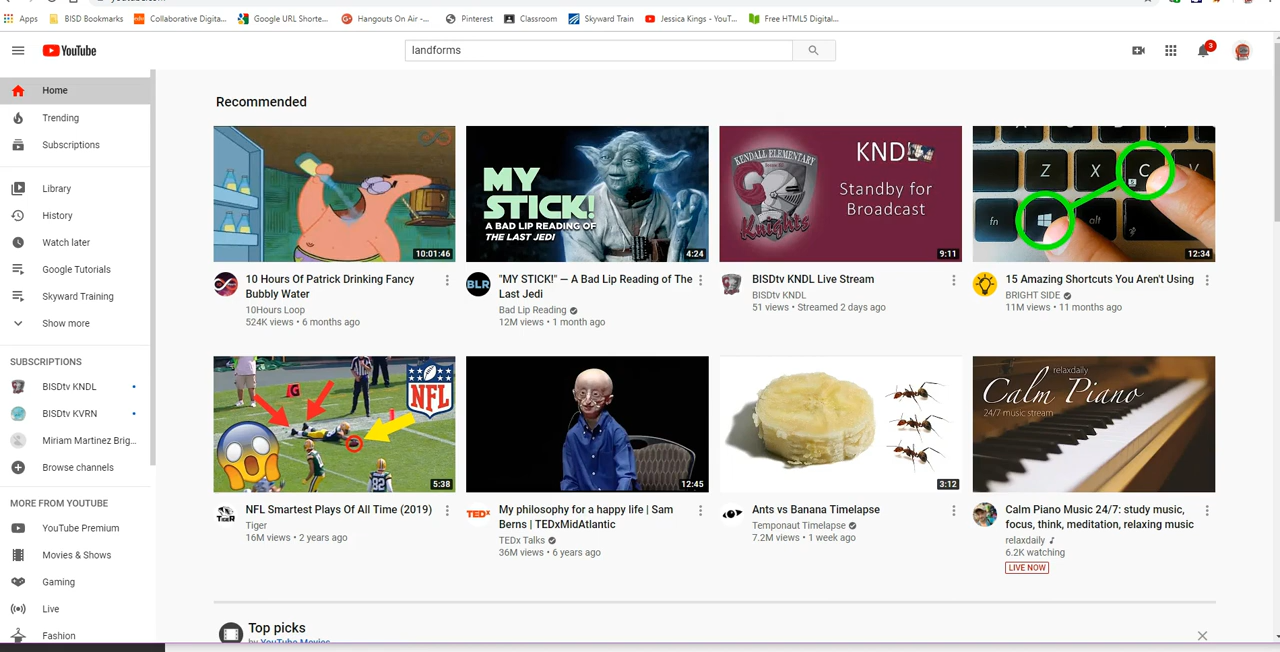 Apps BISD Bookmarks Collaborative Digita... Google URL Shorte... Hangouts On Air -... Pinterest Classroom Skyward Train Jessica Kings - YouT... Free HTML5 Digital...
YouTube landforms 3
Home
Trending
Subscriptions
Library
History
Watch later
Google Tutorials
Skyward Training
Show more
SUBSCRIPTIONS
BISDtv KNDL
BISDtv KVRN
Miriam Martinez Brig...
Browse channels
MORE FROM YOUTUBE
YouTube Premium
Movies & Shows
Gaming
Live
Fashion
Recommended
10:01:46
10 Hours Of Patrick Drinking Fancy
Bubbly Water
10Hours Loop
524K views • 6 months ago
MY
STICK!
A BAD LIP READING OF
THE LAST JEDI
4:24
BLR
"MY STICK!" — A Bad Lip Reading of The
Last Jedi
Bad Lip Reading
12M views • 1 month ago
KENDALL ELEMENTARY
Knights
KNDL
Standby for
Broadcast
9:11
BISDtv KNDL Live Stream
BISDtv KNDL
51 views • Streamed 2 days ago
Z X C V
fn alt
12:34
15 Amazing Shortcuts You Aren't Using
BRIGHT SIDE
11M views • 11 months ago
G
NFL
82
5:38
TIGER
NFL Smartest Plays Of All Time (2019)
Tiger
16M views • 2 years ago
12:45
TEDx
My philosophy for a happy life | Sam
Berns | TEDxMidAtlantic
TEDx Talks
36M views • 6 years ago
3:12
Ants vs Banana Timelapse
Temponaut Timelapse
7.2M views • 1 week ago
relaxdaily
Calm Piano
24/7 music stream
Calm Piano Music 24/7: study music,
focus, think, meditation, relaxing music
relaxdaily
6.2K watching
LIVE NOW
Top picks
by YouTube Movies